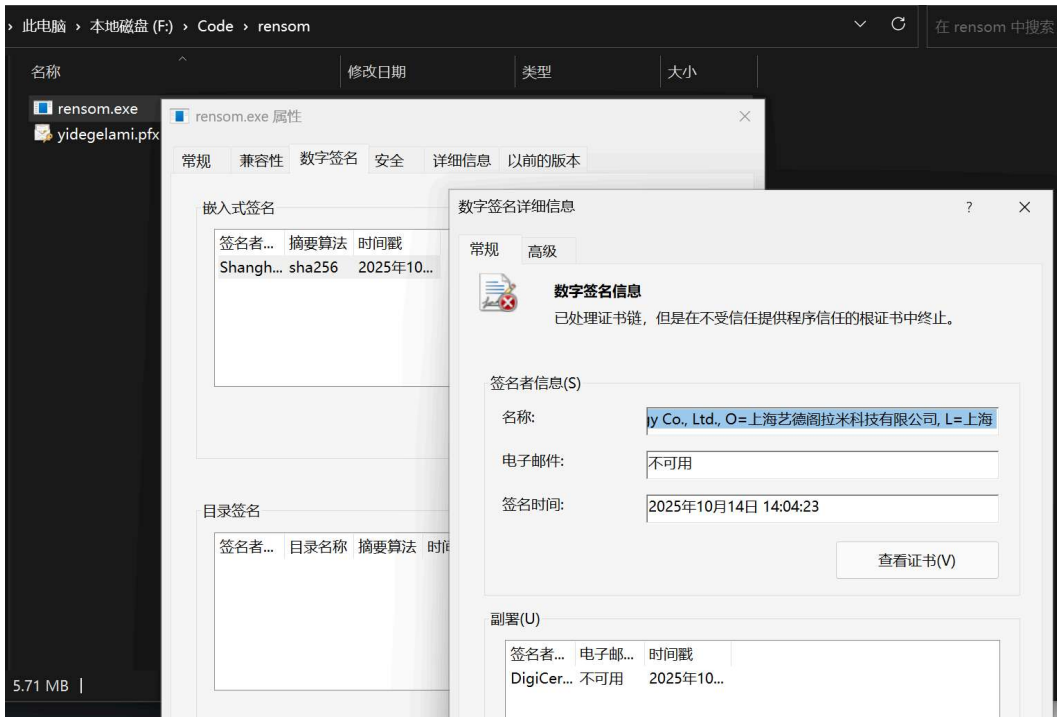 此电脑 › 本地磁盘 (F:) › Code › rensom
在 rensom 中搜索
名称 修改日期 类型 大小
rensom.exe
yidegelami.pfx
rensom.exe 属性
常规 兼容性 数字签名 安全 详细信息 以前的版本
嵌入式签名
签名者... 摘要算法 时间戳
Shangh... sha256 2025年10...
目录签名
签名者... 目录名称 摘要算法
5.71 MB
数字签名详细信息 ?
常规 高级
数字签名信息
已处理证书链，但是在不受信任提供程序信任的根证书中终止。
签名者信息(S)
名称: gy Co., Ltd., O=上海艺德阁拉米科技有限公司, L=上海
电子邮件: 不可用
签名时间: 2025年10月14日 14:04:23
查看证书(V)
副署(U)
签名者... 电子邮... 时间戳
DigiCer... 不可用 2025年10...